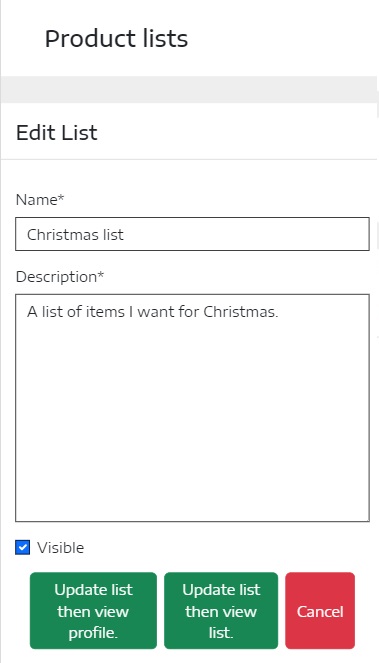 Product lists
Edit List
Name*
Christmas list
Description*
A list of items I want for Christmas.
Visible
Update list
then view
profile.
Update list
then view
list.
Cancel